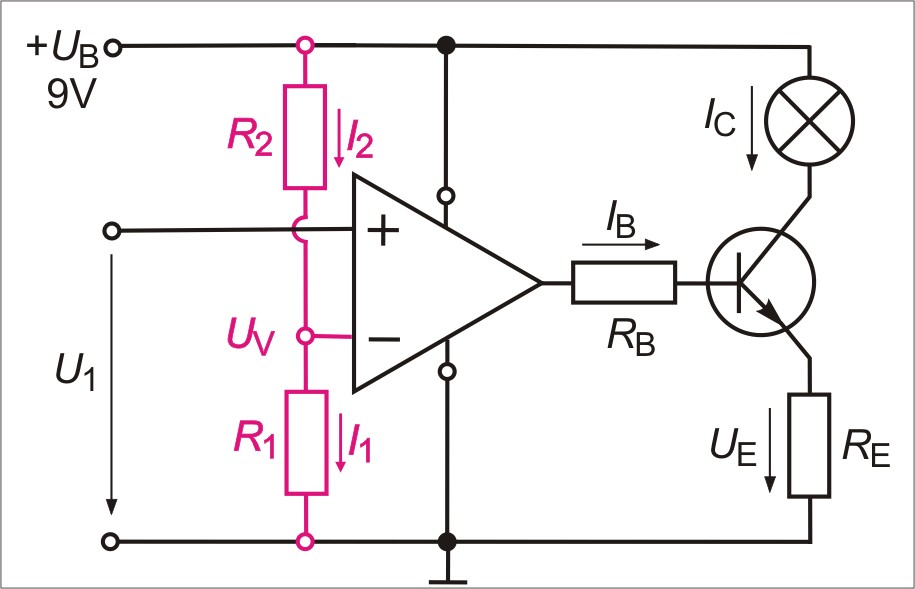 +UB
9V
R2
I2
IC
+
IB
UV
−
RB
U1
R1
I1
UE
RE